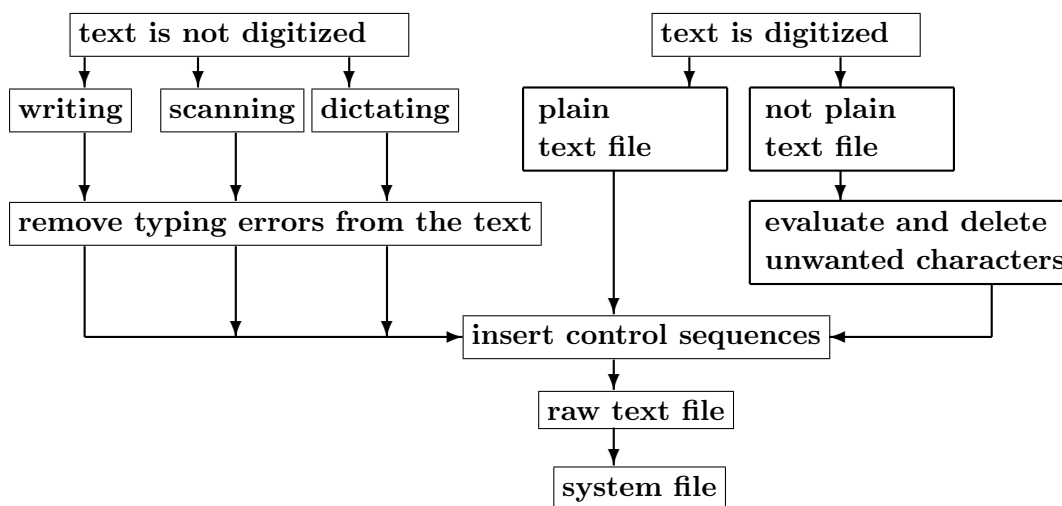 text is not digitized
text is digitized
writing
scanning
dictating
plain
text file
not plain
text file
remove typing errors from the text
evaluate and delete
unwanted characters
insert control sequences
raw text file
system file